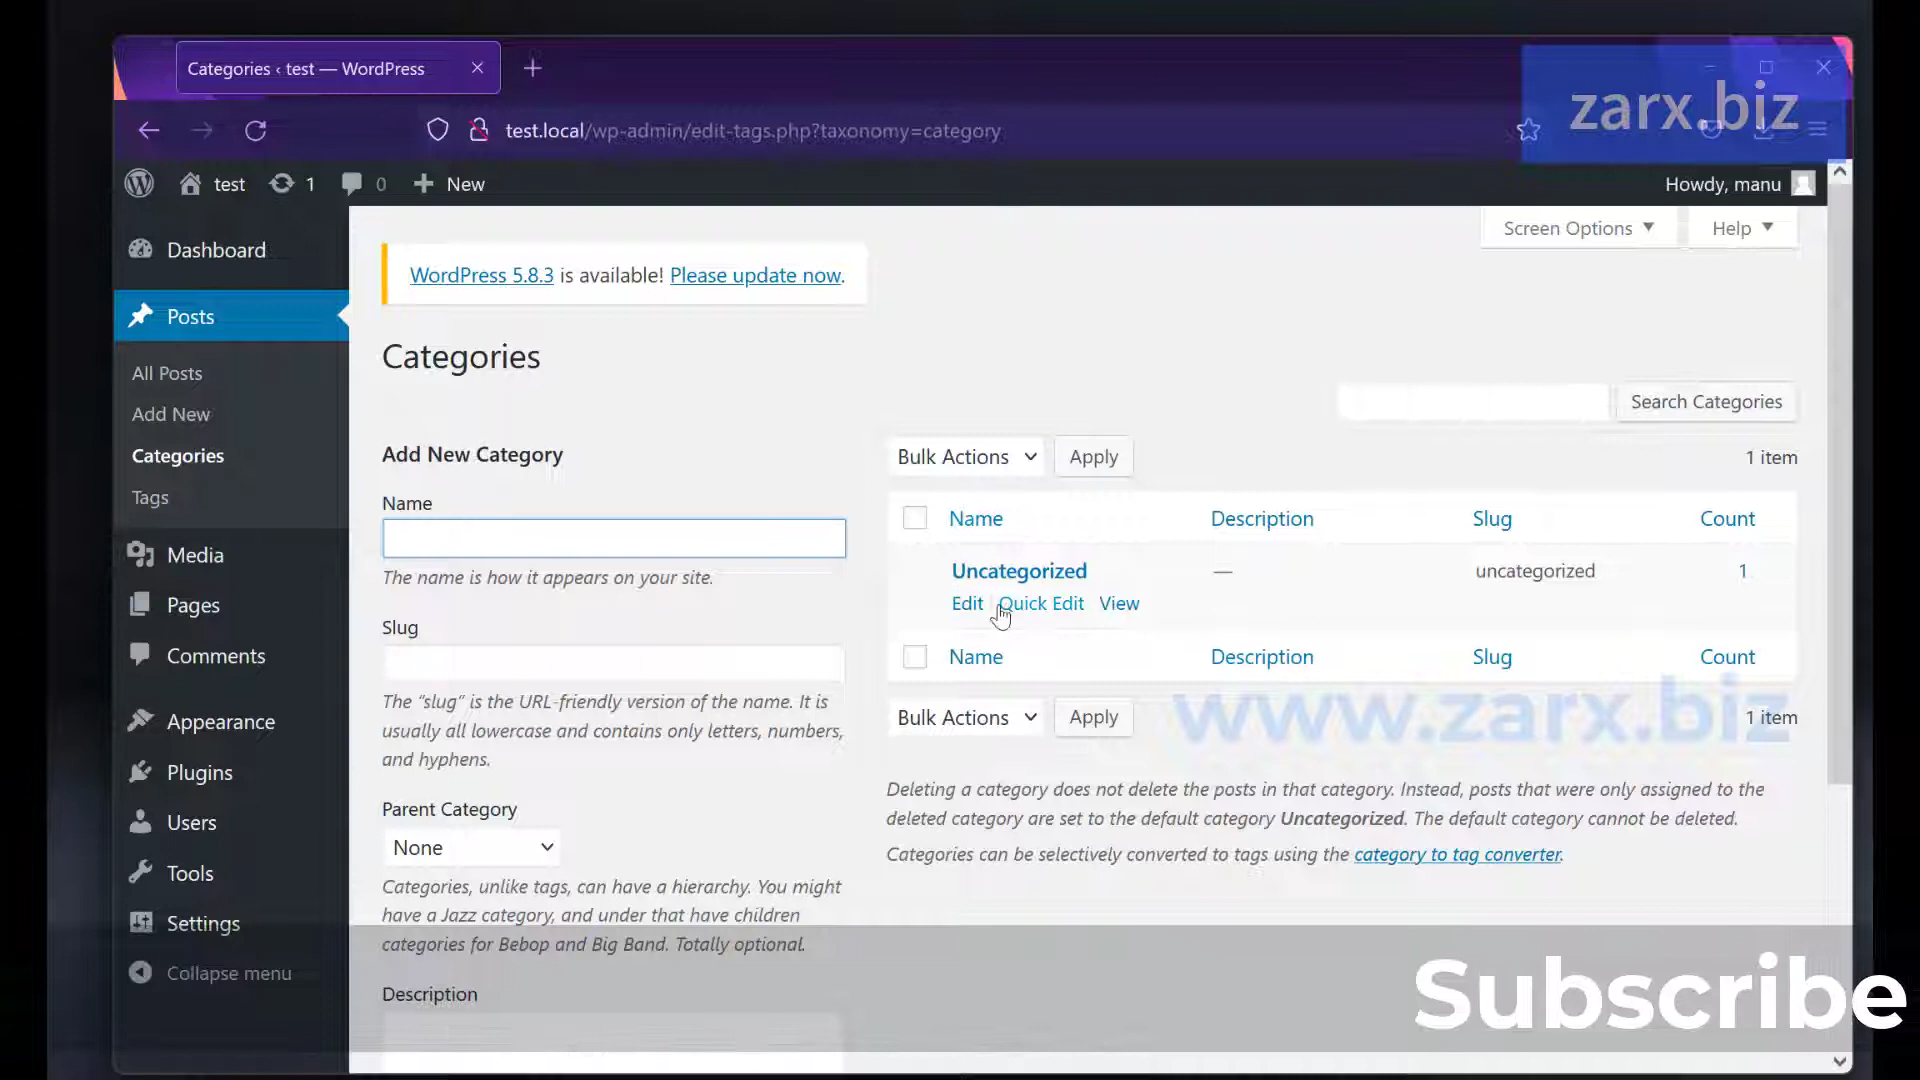 Categories ‹ test — WordPress
zarx.biz
test.local/wp-admin/edit-tags.php?taxonomy=category
test
1
0
New
Howdy, manu
Screen Options
Help
Dashboard
Posts
All Posts
Add New
Categories
Tags
Media
Pages
Comments
Appearance
Plugins
Users
Tools
Settings
Collapse menu
WordPress 5.8.3 is available! Please update now.
Categories
Search Categories
Add New Category
Name
The name is how it appears on your site.
Slug
The “slug” is the URL-friendly version of the name. It is
usually all lowercase and contains only letters, numbers,
and hyphens.
Parent Category
None
Categories, unlike tags, can have a hierarchy. You might
have a Jazz category, and under that have children
categories for Bebop and Big Band. Totally optional.
Description
Bulk Actions
Apply
1 item
Name Description Slug Count
Uncategorized — uncategorized 1
Edit Quick Edit View
Name Description Slug Count
Bulk Actions
Apply
www.zarx.biz
1 item
Deleting a category does not delete the posts in that category. Instead, posts that were only assigned to the
deleted category are set to the default category Uncategorized. The default category cannot be deleted.
Categories can be selectively converted to tags using the category to tag converter.
Subscribe